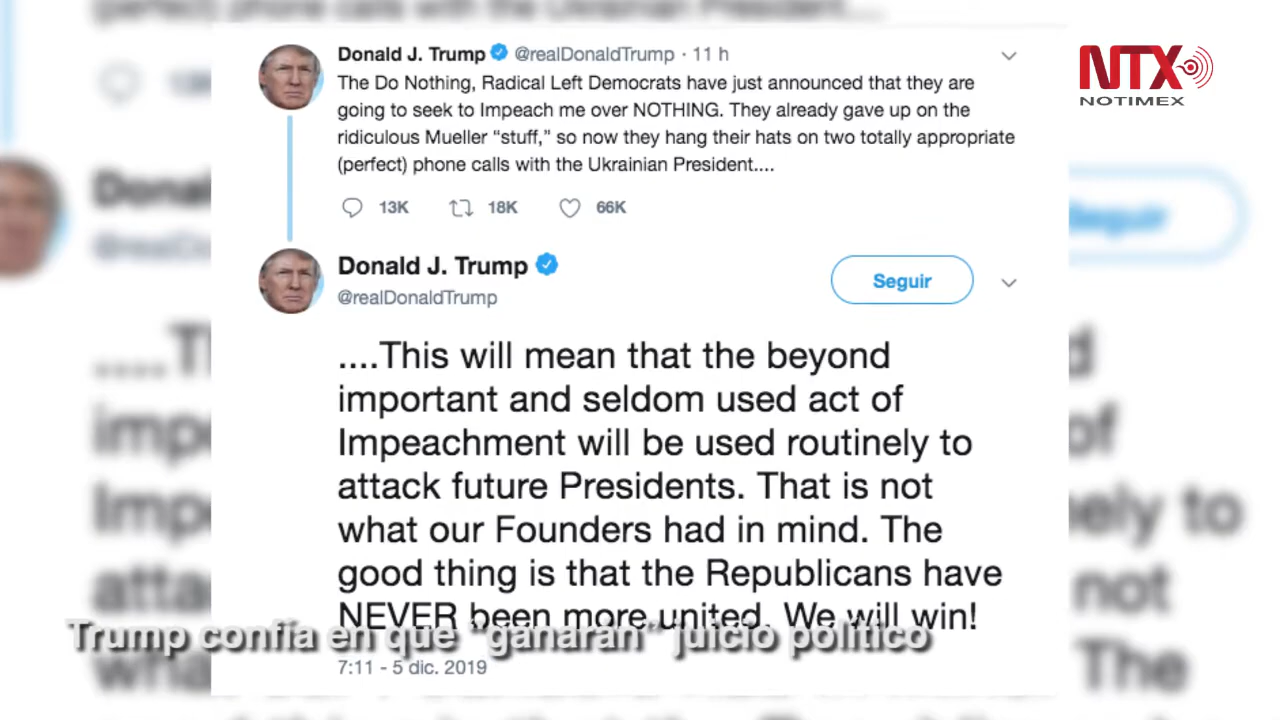 phone calls with the Ukrainian President....
Donald J. Trump @realDonaldTrump · 11 h
The Do Nothing, Radical Left Democrats have just announced that they are
going to seek to Impeach me over NOTHING. They already gave up on the
ridiculous Mueller “stuff,” so now they hang their hats on two totally appropriate
(perfect) phone calls with the Ukrainian President....
13K 18K 66K
NTX
NOTIMEX
Donald J. Trump
@realDonaldTrump
Seguir
....This will mean that the beyond
important and seldom used act of
Impeachment will be used routinely to
attack future Presidents. That is not
what our Founders had in mind. The
good thing is that the Republicans have
NEVER been more united. We will win!
Trump confía en que “ganarán” juicio político
7:11 - 5 dic. 2019